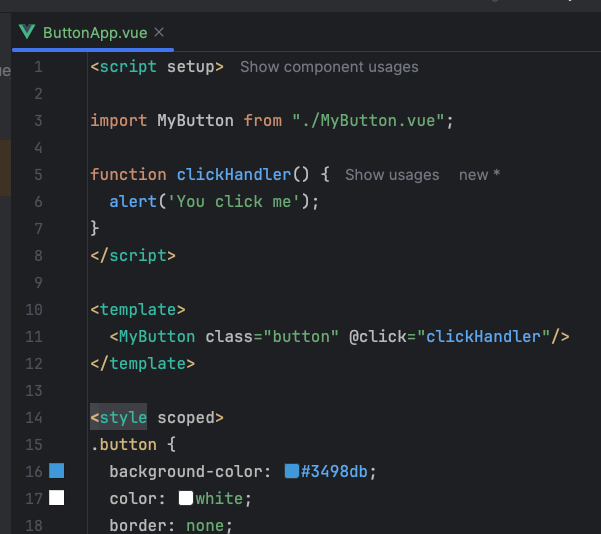 ButtonApp.vue
ue
1 <script setup> Show component usages
2
3 import MyButton from "./MyButton.vue";
4
5 function clickHandler() { Show usages new *
6 alert('You click me');
7 }
8 </script>
9
10 <template>
11 <MyButton class="button" @click="clickHandler"/>
12 </template>
13
14 <style scoped>
15 .button {
16 background-color: #3498db;
17 color: white;
18 border: none;